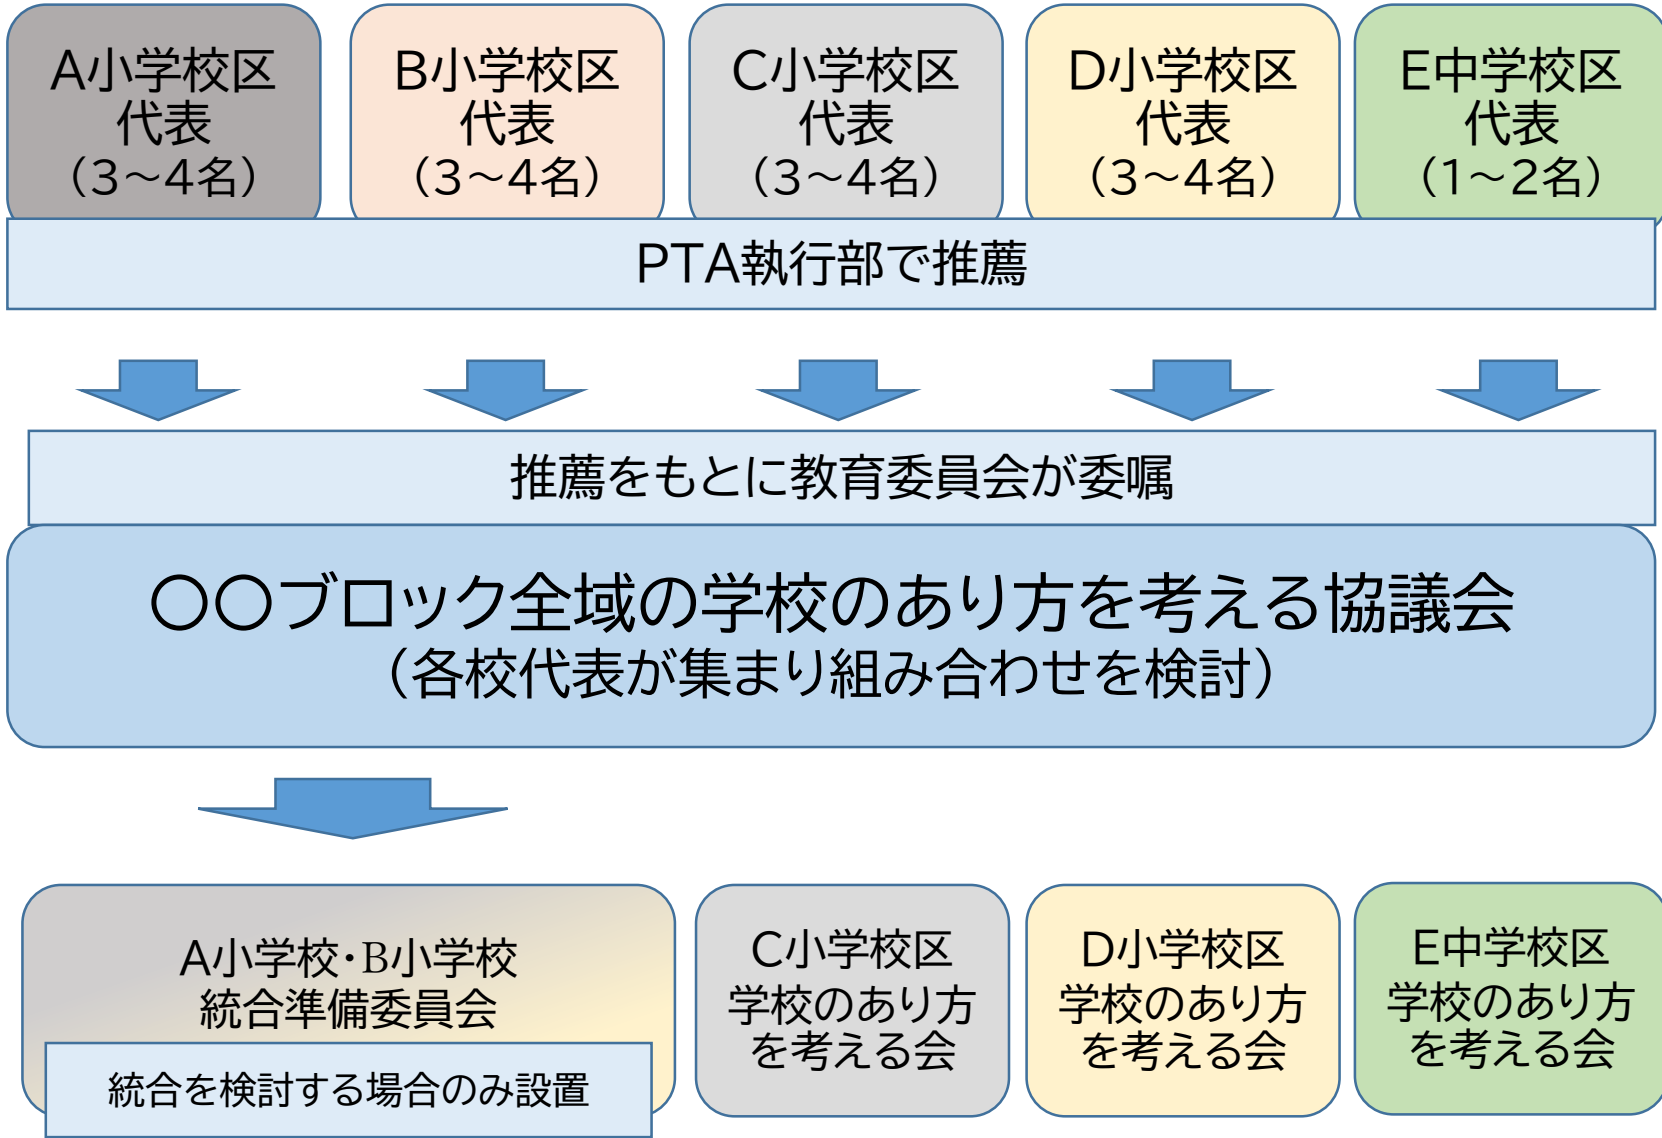 A小学校区
代表
（3～4名）
B小学校区
代表
（3～4名）
C小学校区
代表
（3～4名）
D小学校区
代表
（3～4名）
E中学校区
代表
（1～2名）
PTA執行部で推薦
推薦をもとに教育委員会が委嘱
〇〇ブロック全域の学校のあり方を考える協議会
（各校代表が集まり組み合わせを検討）
A小学校・B小学校
統合準備委員会
統合を検討する場合のみ設置
C小学校区
学校のあり方
を考える会
D小学校区
学校のあり方
を考える会
E中学校区
学校のあり方
を考える会